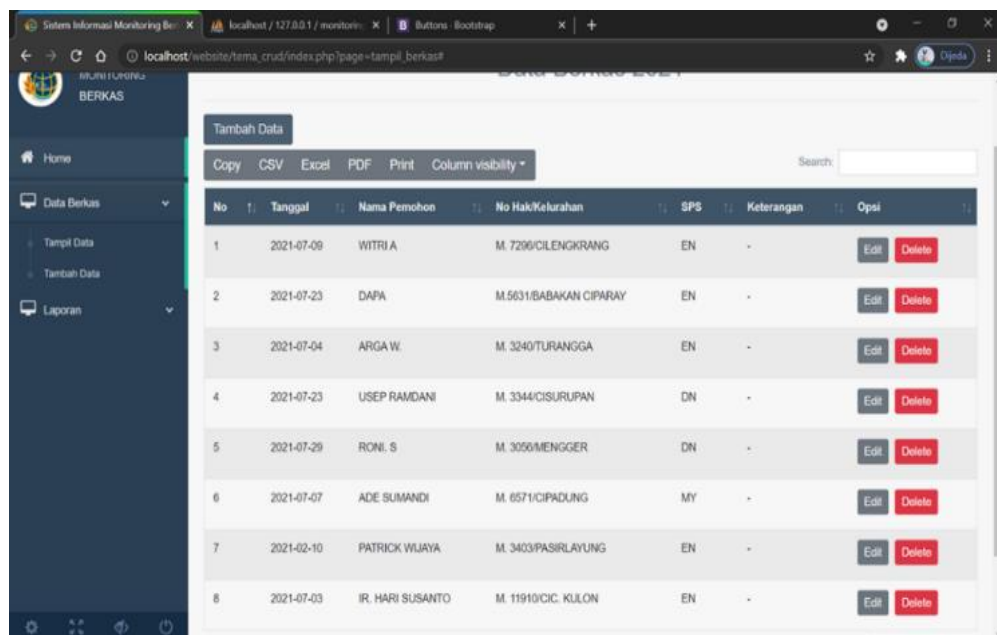 Sistem Informasi Monitoring Ber
localhost / 127.0.0.1 / monitorin
Buttons · Bootstrap
localhost/website/tema_crud/index.php?page=tampil_berkas#
Djieda
MONITORING
BERKAS
Home
Data Berkas
Tampil Data
Tambah Data
Laporan
Tambah Data
Copy CSV Excel PDF Print Column visibility
Search:
No Tanggal Nama Pemohon No Hak/Kelurahan SPS Keterangan Opsi
1 2021-07-09 WITRI A M. 7296/CILENGKRANG EN - Edit Delete
2 2021-07-23 DAPA M.5631/BABAKAN CIPARAY EN - Edit Delete
3 2021-07-04 ARGA W. M. 3240/TURANGGA EN - Edit Delete
4 2021-07-23 USEP RAMDANI M. 3344/CISURUPAN DN - Edit Delete
5 2021-07-29 RONI. S M. 3056/MENGGER DN - Edit Delete
6 2021-07-07 ADE SUMANDI M. 6571/CIPADUNG MY - Edit Delete
7 2021-02-10 PATRICK WIJAYA M. 3403/PASIRLAYUNG EN - Edit Delete
8 2021-07-03 IR. HARI SUSANTO M. 11910/CIC. KULON EN - Edit Delete